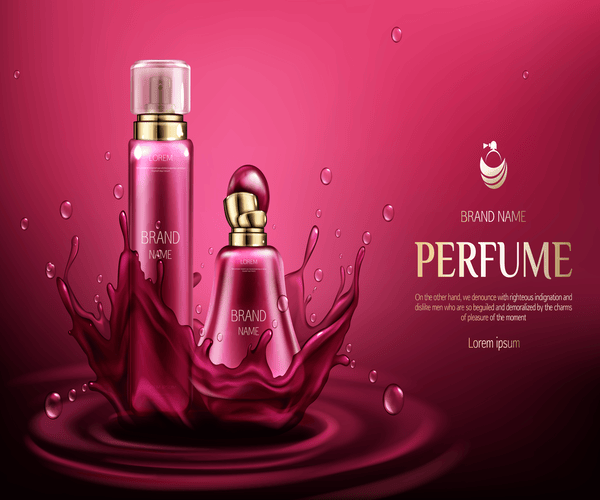 LOREM
BRAND
NAME
LOREM
BRAND
NAME
BRAND NAME
PERFUME
On the other hand, we denounce with righteous indignation and
dislike men who are so beguiled and demoralized by the charms
of pleasure of the moment
Lorem ipsum